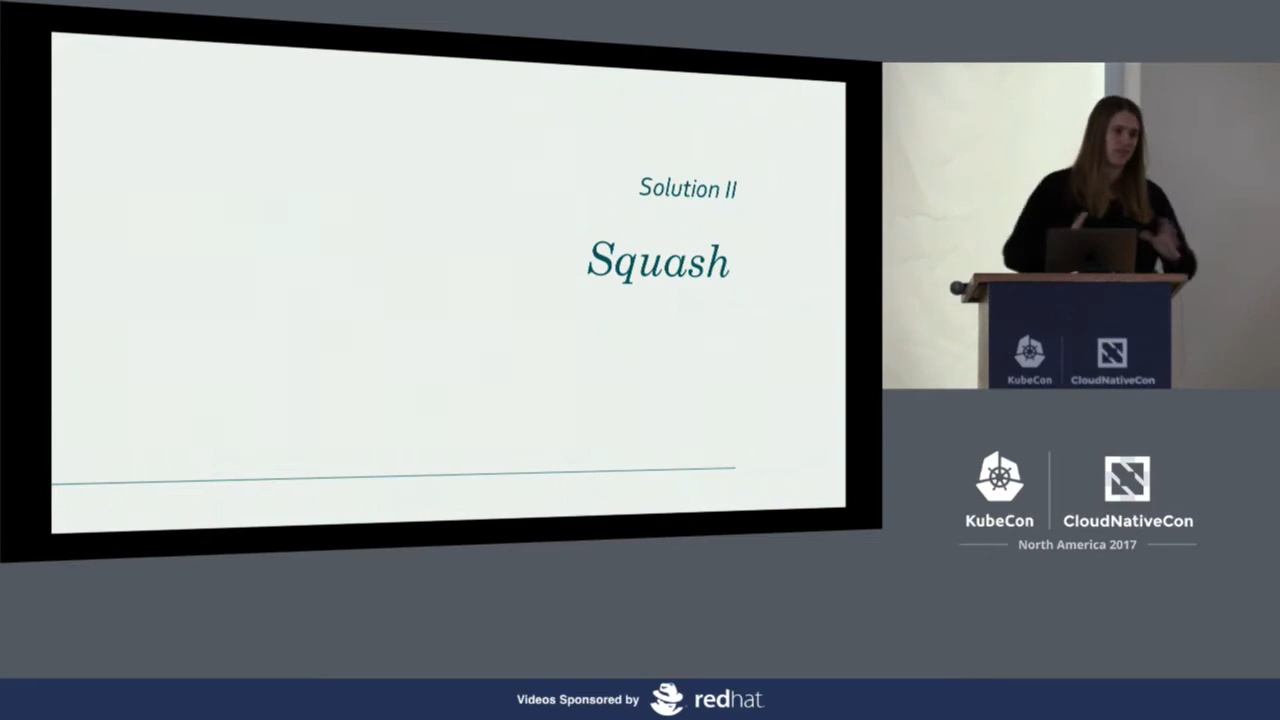 Solution II
Squash
KubeCon
CloudNativeCon
KubeCon
CloudNativeCon
North America 2017
Videos Sponsored by
redhat